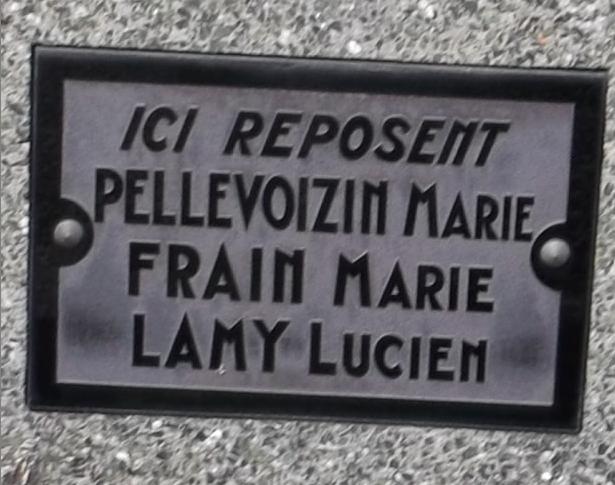 ICI REPOSENT
PELLEVOIZIN MARIE
FRAIN MARIE
LAMY LUCIEN